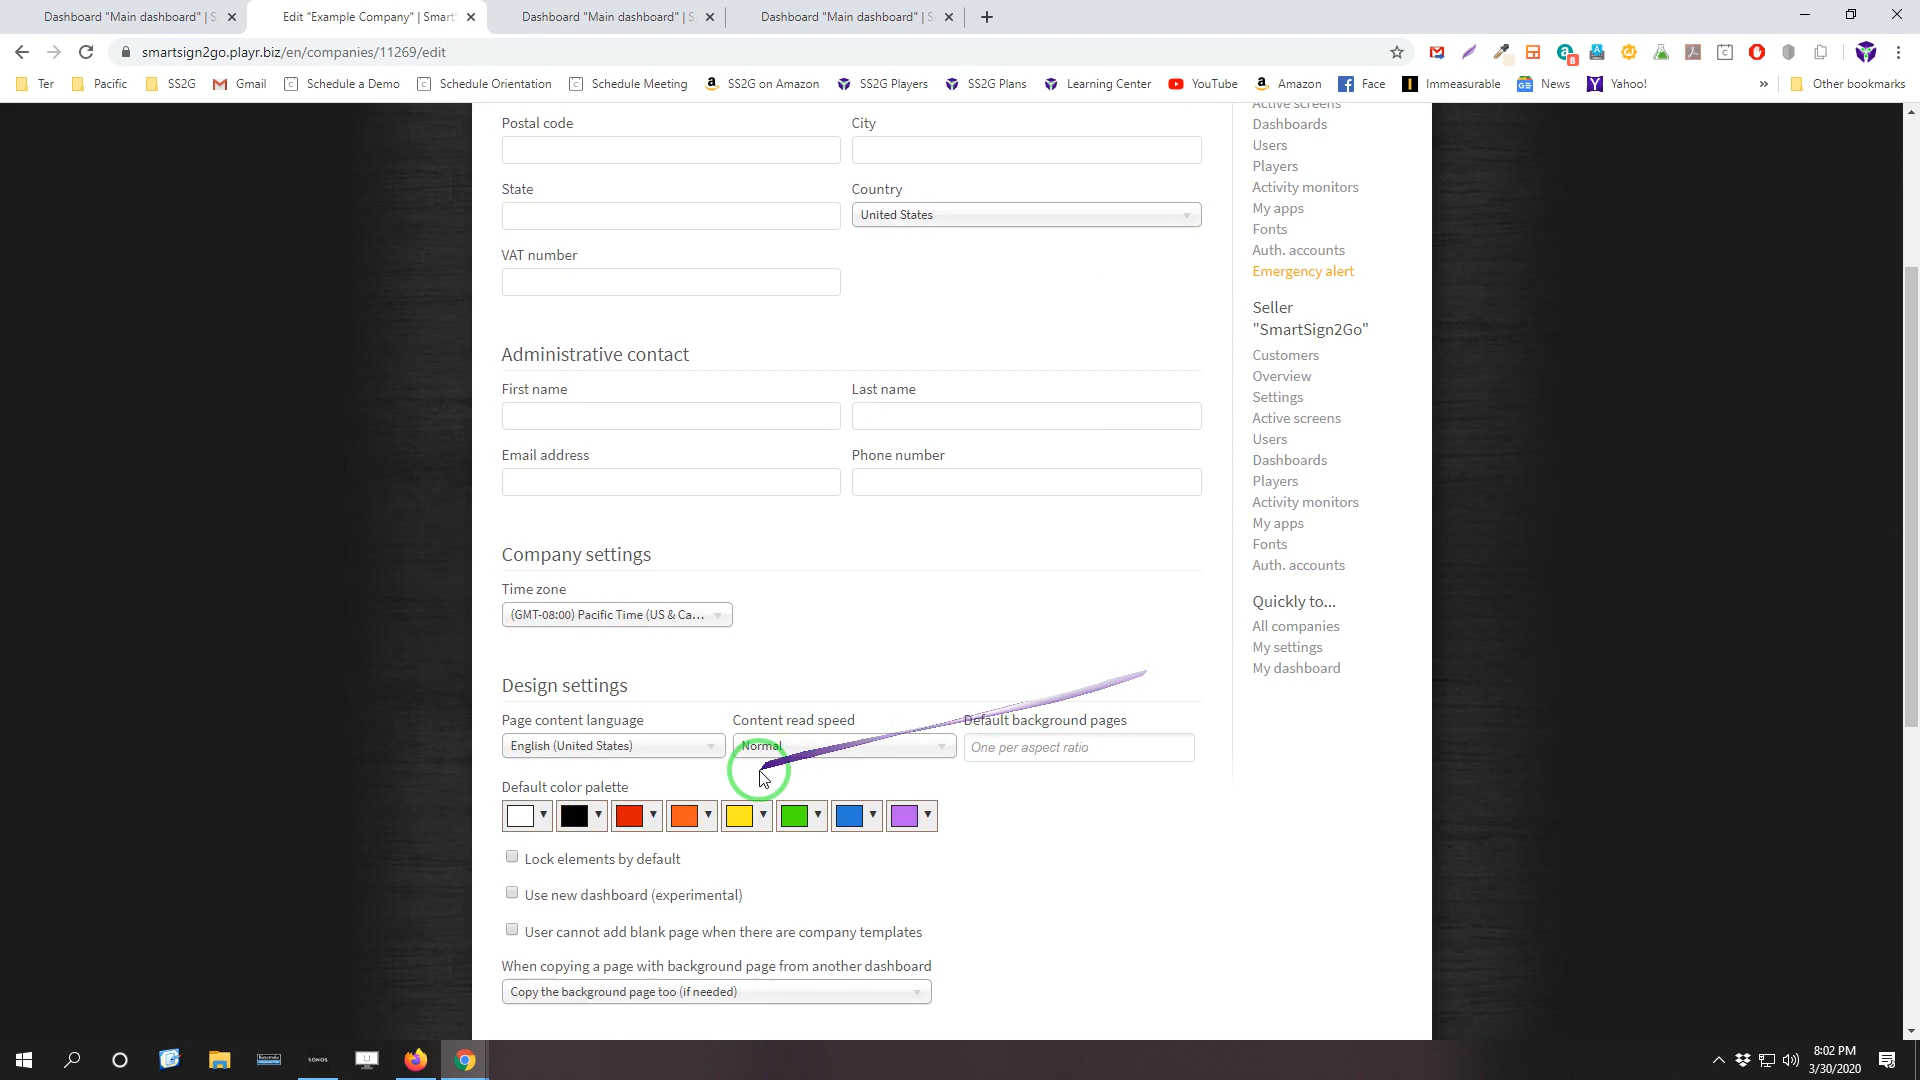 Dashboard "Main dashboard" | S
Edit "Example Company" | Smart
Dashboard "Main dashboard" | S
Dashboard "Main dashboard" | S
smartsign2go.playr.biz/en/companies/11269/edit
8
Ter
Pacific
SS2G
Gmail
Schedule a Demo
Schedule Orientation
Schedule Meeting
SS2G on Amazon
SS2G Players
SS2G Plans
Learning Center
YouTube
Amazon
Face
Immeasurable
News
Yahoo!
»
Other bookmarks
Postal code
City
State
Country
United States
VAT number
Administrative contact
First name
Last name
Email address
Phone number
Company settings
Time zone
(GMT-08:00) Pacific Time (US & Ca...
Design settings
Page content language
Content read speed
Default background pages
English (United States)
Normal
One per aspect ratio
Default color palette
Lock elements by default
Use new dashboard (experimental)
User cannot add blank page when there are company templates
When copying a page with background page from another dashboard
Copy the background page too (if needed)
Active screens
Dashboards
Users
Players
Activity monitors
My apps
Fonts
Auth. accounts
Emergency alert
Seller
"SmartSign2Go"
Customers
Overview
Settings
Active screens
Users
Dashboards
Players
Activity monitors
My apps
Fonts
Auth. accounts
Quickly to...
All companies
My settings
My dashboard
SONOS
8:02 PM
3/30/2020